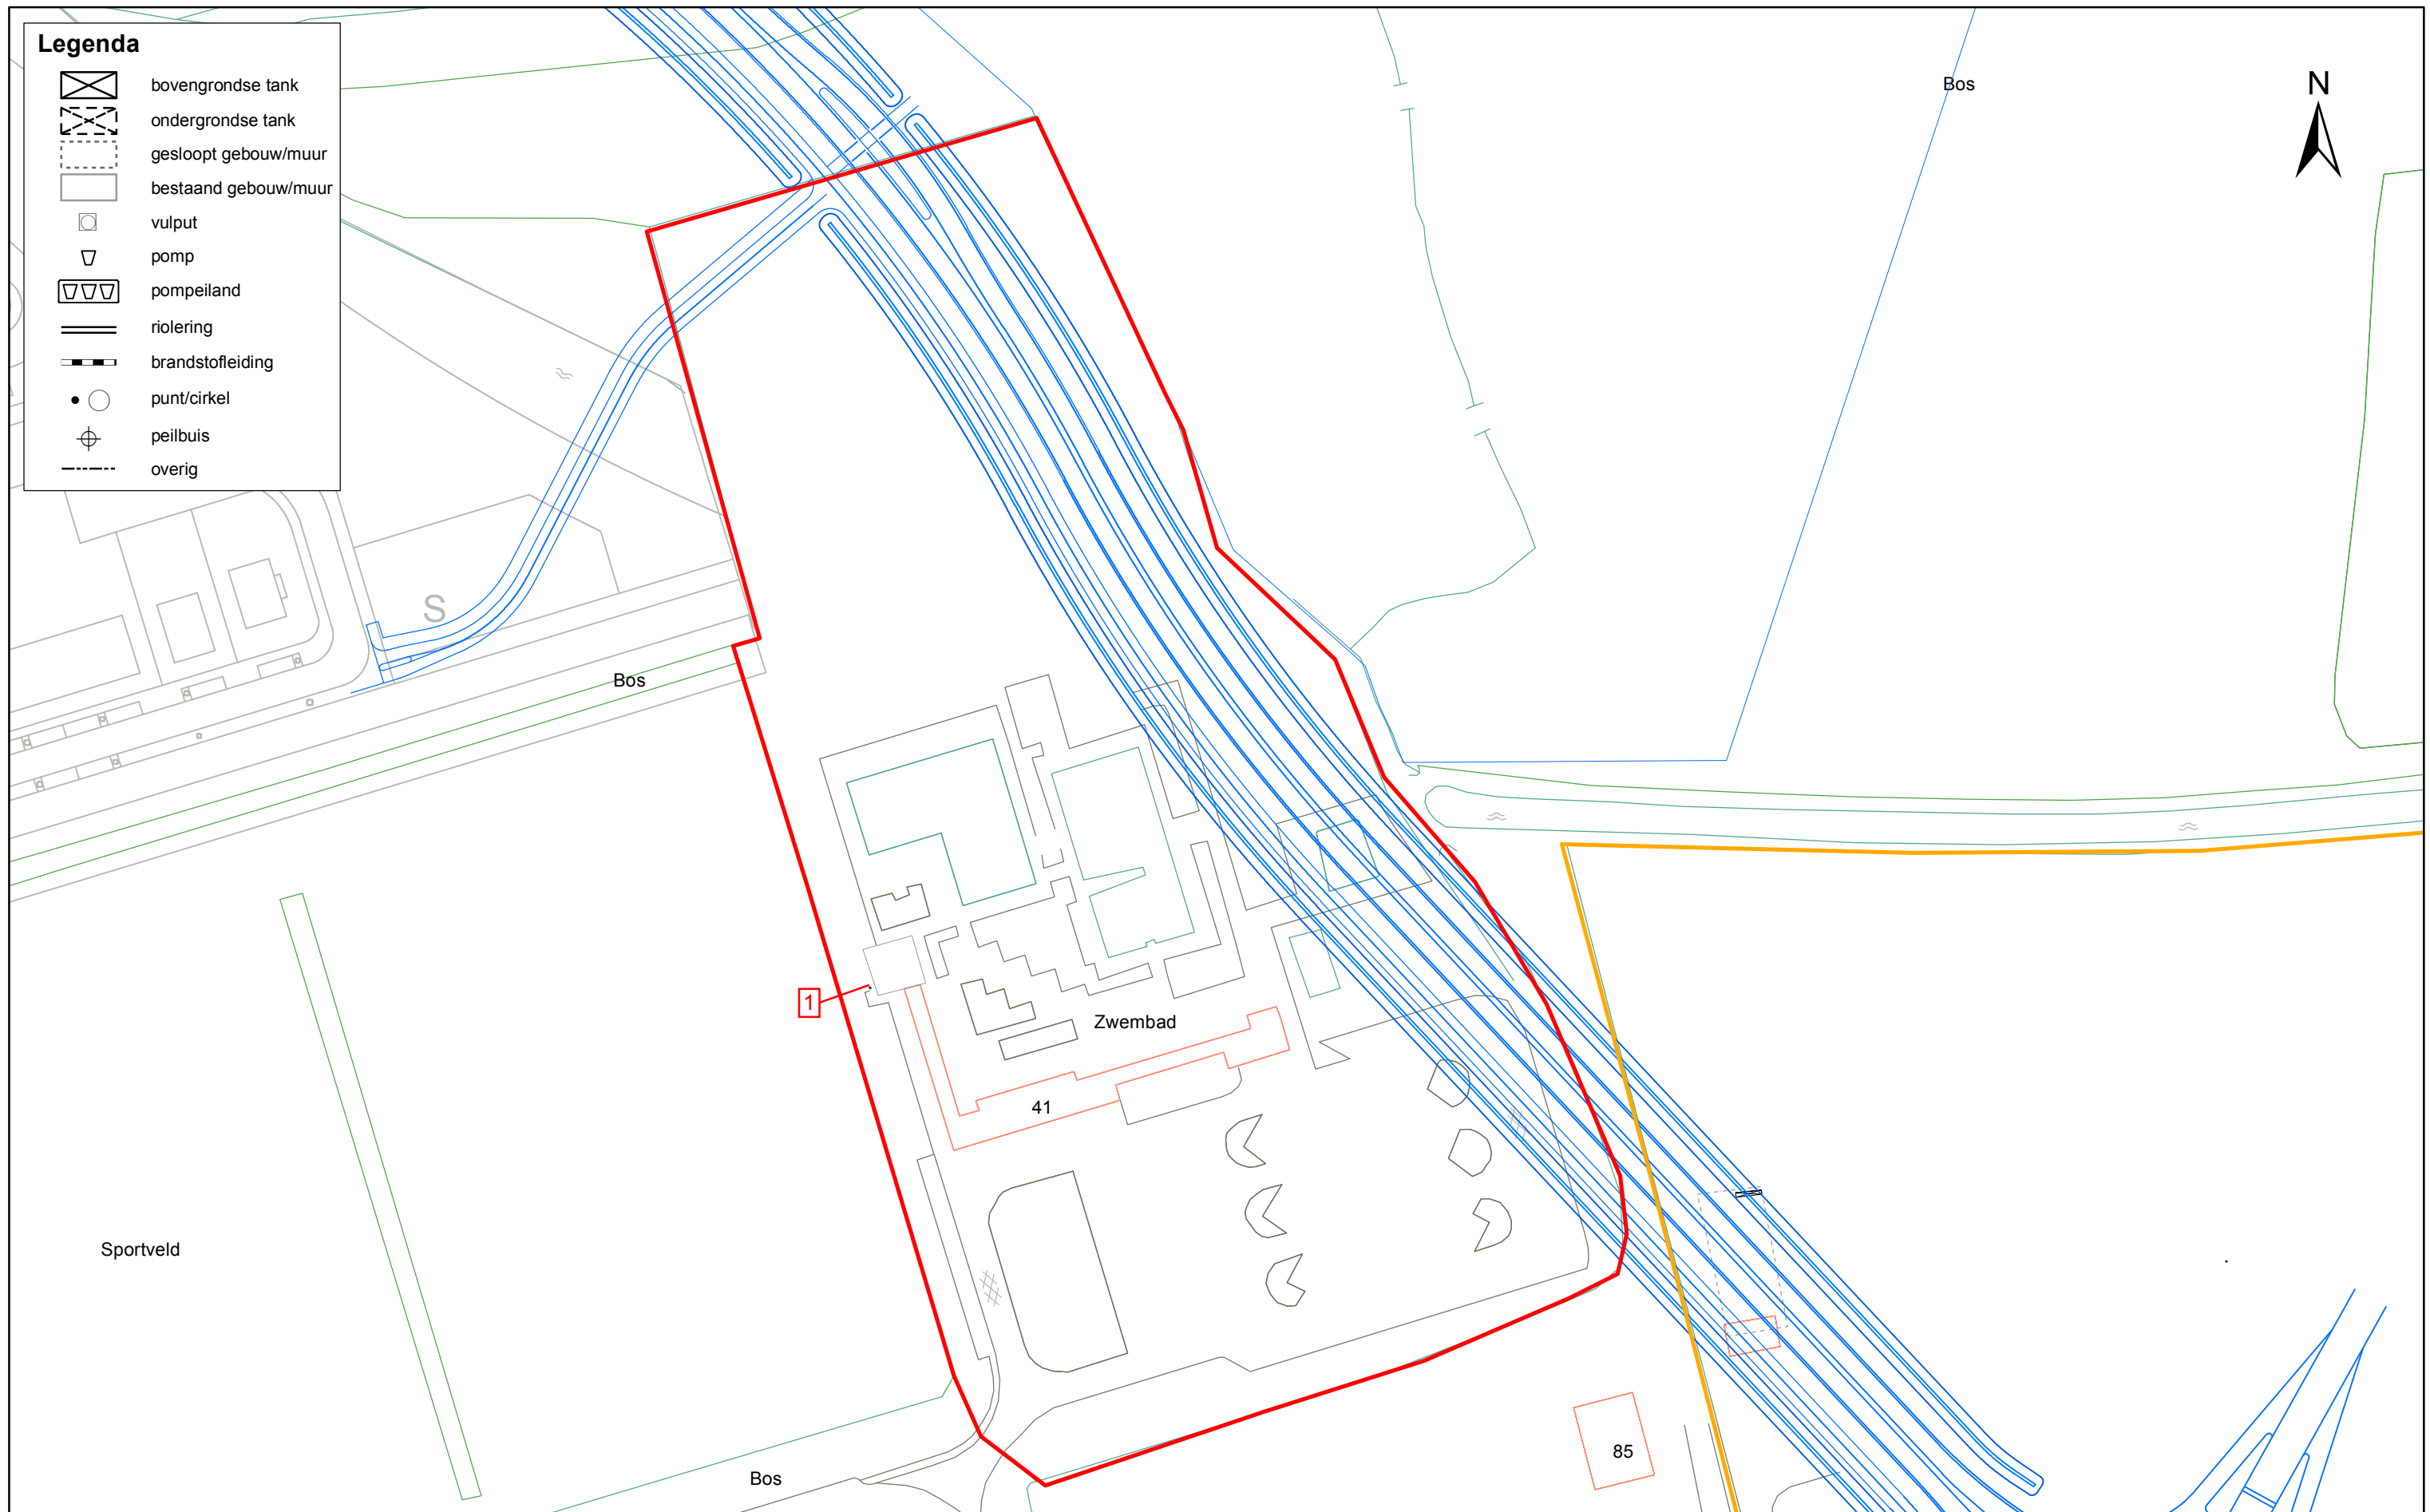 Legenda
bovengrondse tank
ondergrondse tank
gesloopt gebouw/muur
bestaand gebouw/muur
vulput
pomp
pompeiland
riolering
brandstofleiding
punt/cirkel
peilbuis
overig
Bos
N
S
Bos
1
Zwembad
41
Sportveld
85
Bos